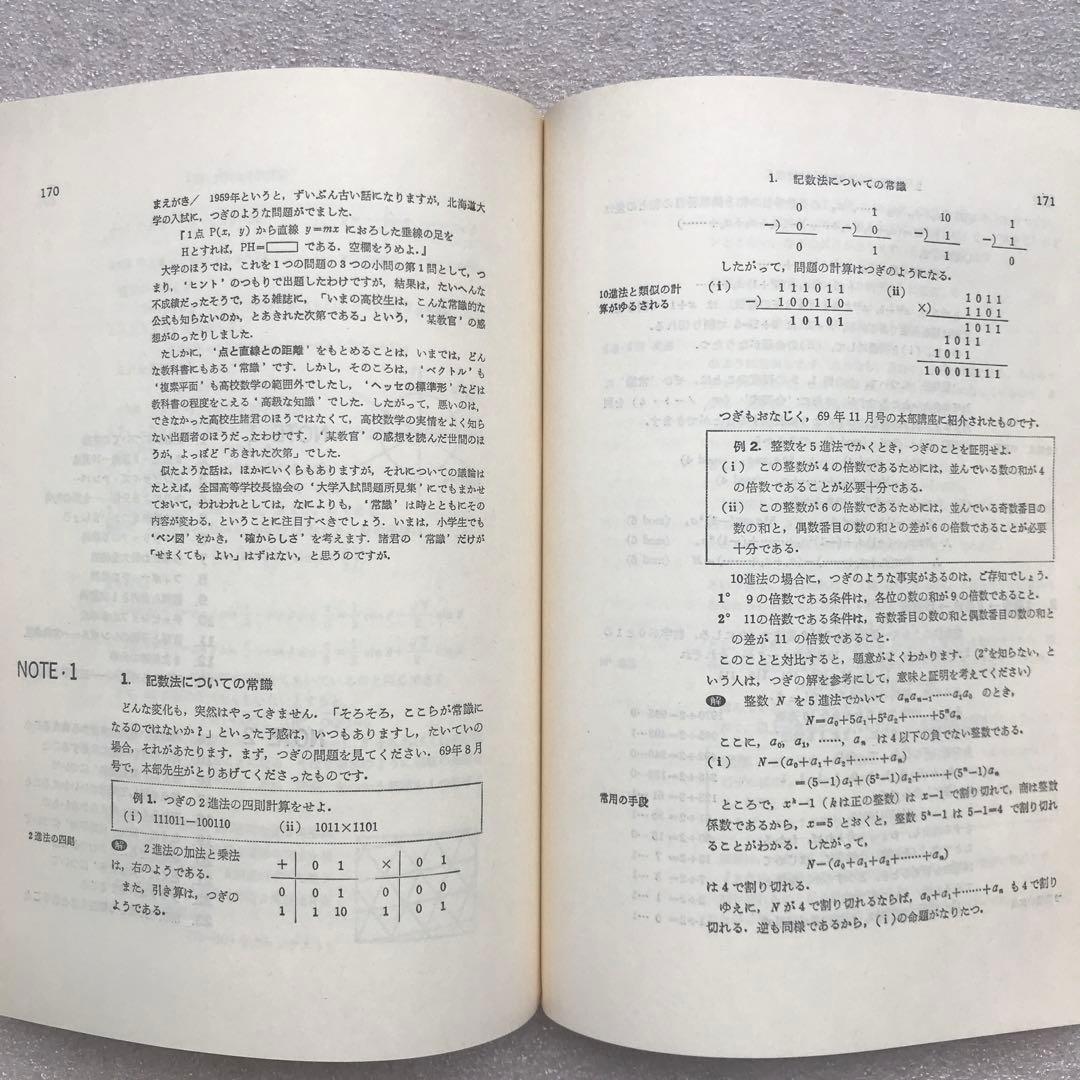 170
まえがき/ 1959年というと，ずいぶん古い話になりますが，北海道大
学の入試に，つぎのような問題がでました．
『1点 P(x, y) から直線 y=mx におろした垂線の足を
Hとすれば，PH=□ である．空欄をうめよ．』
大学のほうでは，これを1つの問題の3つの小問の第1問として，つ
まり，‘ヒント’のつもりで出題したわけですが，結果は，たいへんな
不成績だったそうで，ある雑誌に，「いまの高校生は，こんな常識的な
公式も知らないのか，とあきれた次第である」という，‘某教官’の感
想がのったりしました．
たしかに，‘点と直線との距離’をもとめることは，いまでは，どん
な教科書にもある‘常識’です．しかし，そのころは，‘ベクトル’も
‘複素平面’も高校数学の範囲外でしたし，‘ヘッセの標準形’などは
教科書の程度をこえる‘高級な知識’でした．したがって，悪いのは，
できなかった高校生諸君のほうではなくて，高校数学の実情をよく知ら
ない出題者のほうだったわけです．‘某教官’の感想を読んだ世間のほ
うが，よっぽど「あきれた次第」でした．
似たような話は，ほかにいくらもありますが，それについての議論は
たとえば，全国高等学校長協会の‘大学入試問題所見集’にでもまかせ
ておいて，われわれとしては，なによりも，‘常識’は時とともにその
内容が変わる，ということに注目すべきでしょう．いまは，小学生でも
‘ベン図’をかき，‘確からしさ’を考えます．諸君の‘常識’だけが
「せまくても，よい」はずはない，と思うのですが．
NOTE・1
1. 記数法についての常識
どんな変化も，突然はやってきません．「そろそろ，ここらが常識に
なるのではないか？」といった予感は，いつもありますし，たいていの
場合，それがあたります．まず，つぎの問題を見てください．69年8月
号で，本部先生がとりあげてくださったものです．
例1. つぎの2進法の四則計算をせよ．
(i) 111011−100110 (ii) 1011×1101
2進法の四則
解 2進法の加法と乗法
は，右のようである．
また，引き算は，つぎの
ようである．
+ 0 1 × 0 1
0 0 1 0 0 0
1 1 10 1 0 1
1. 記数法についての常識
171
0 1 10 1
−) 0 −) 0 −) 1 −) 1
0 1 1 0
したがって，問題の計算はつぎのようになる．
10進法と類似の計
算がゆるされる
(i) 111011 (ii) 1011
−) 100110 ×) 1101
10101 1011
1011
1011
10001111
つぎもおなじく，69年11月号の本部講座に紹介されたものです．
例2. 整数を5進法でかくとき，つぎのことを証明せよ．
(i) この整数が4の倍数であるためには，並んでいる数の和が4
の倍数であることが必要十分である．
(ii) この整数が6の倍数であるためには，並んでいる奇数番目の
数の和と，偶数番目の数の和との差が6の倍数であることが必要
十分である．
10進法の場合に，つぎのような事実があるのは，ご存知でしょう．
1° 9の倍数である条件は，各位の数の和が9の倍数であること．
2° 11の倍数である条件は，奇数番目の数の和と偶数番目の数の和と
の差が11の倍数であること．
このことと対比すると，題意がよくわかります．(2°を知らない，と
いう人は，つぎの解を参考にして，意味と証明を考えてください)
解 整数 N を5進法でかいて aₙaₙ₋₁……a₁a₀ のとき，
N=a₀+5a₁+5²a₂+……+5ⁿaₙ
ここに，a₀, a₁, ……, aₙ は4以下の負でない整数である．
(i) N−(a₀+a₁+a₂+……+aₙ)
=(5−1)a₁+(5²−1)a₂+……+(5ⁿ−1)aₙ
常用の手段
ところで，xᵏ−1 (kは正の整数) は x−1 で割り切れて，商は整数
係数であるから，x=5 とおくと，整数 5ᵏ−1 は 5−1=4 で割り切れ
ることがわかる．したがって，
N−(a₀+a₁+a₂+……+aₙ)
は4で割り切れる．
ゆえに，N が4で割り切れるならば，a₀+a₁+……+aₙ も4で割り
切れる．逆も同様であるから，(i)の命題がなりたつ．